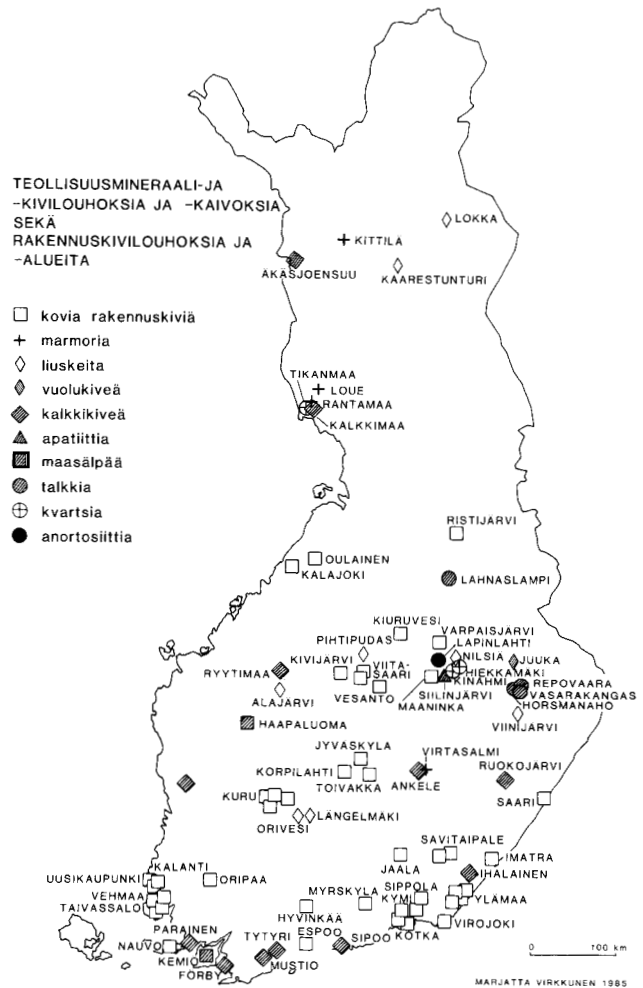 TEOLLISUUSMINERAALI-JA
-KIVILOUHOKSIA JA -KAIVOKSIA
SEKÄ
RAKENNUSKIVILOUHOKSIA JA
-ALUEITA
kovia rakennuskiviä
marmoria
liuskeita
vuolukiveä
kalkkikiveä
apatiittia
maasälpää
talkkia
kvartsia
anortosiittia
LOKKA
KITTILÄ
KAARESTUNTURI
ÄKÄSJOENSUU
TIKANMAA
LOUE
RANTAMAA
KALKKIMAA
RISTIJÄRVI
OULAINEN
KALAJOKI
LAHNASLAMPI
KIURUVESI
VARPAISJÄRVI
LAPINLAHTI
PIHTIPUDAS
NILSIÄ
JUUKA
KIVIJÄRVI
VIITA-
SAARI
HIEKKAMÄKI
KINAHMI
RYYTIMAA
REPOVAARA
VASARAKANGAS
HORSMANAHO
VESANTO
SIILINJÄRVI
MAANINKA
ALAJÄRVI
VIINIJÄRVI
HAAPALUOMA
JYVASKYLA
VIRTASALMI
RUOKOJÄRVI
KORPILAHTI
TOIVAKKA
ANKELE
SAARI
KURU
ORIVESI
LÄNGELMÄKI
SAVITAIPALE
JAALA
IMATRA
IHALAINEN
KALANTI
UUSIKAUPUNKI
ORIPAA
VEHMAA
TAIVASSALO
MYRSKYLA
SIPPOLA
KYMI
YLÄMAA
HYVINKÄÄ
ESPOO
VIROJOKI
KOTKA
PARAINEN
TYTYRI
SIPOO
NAUVO
KEMIO
FÖRBY
MUSTIO
0 100 km
MARJATTA VIRKKUNEN 1985